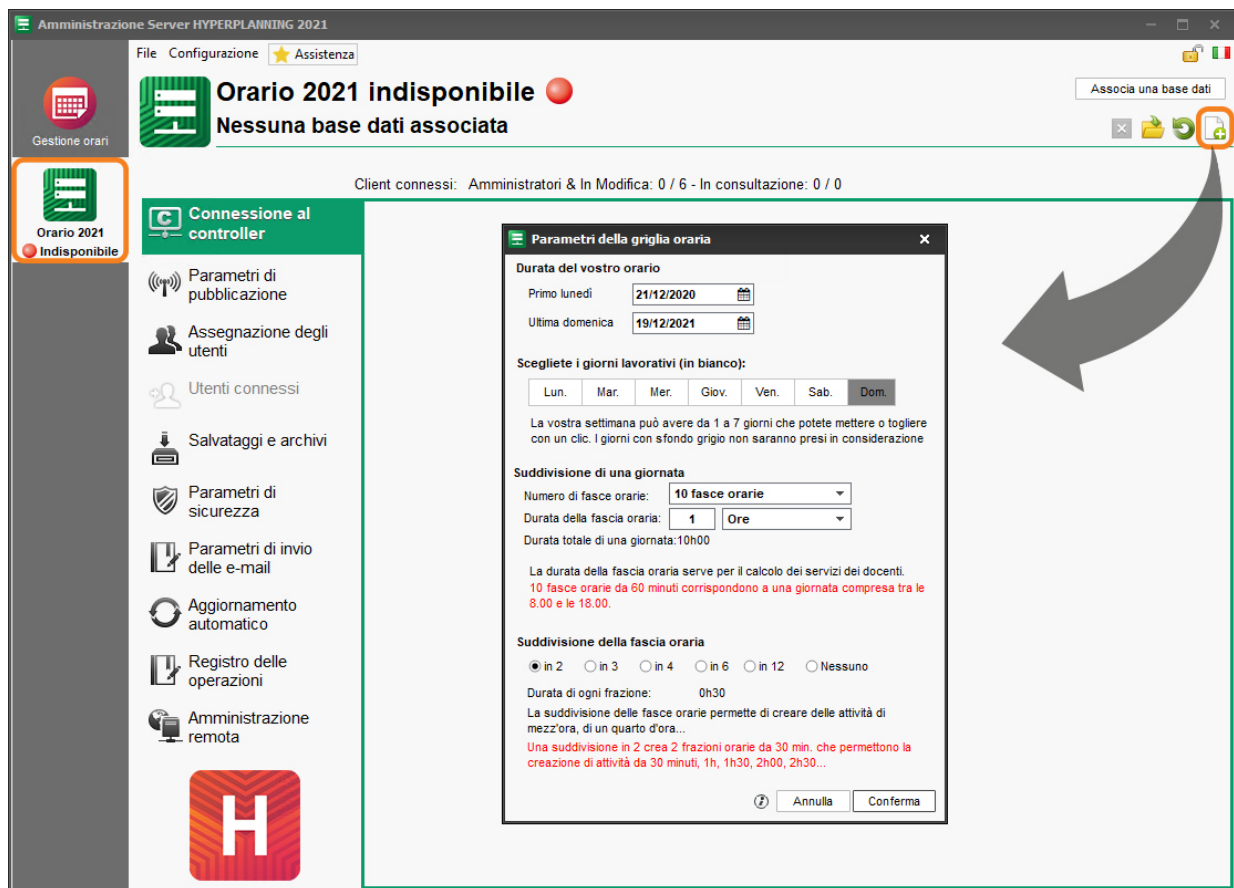 Amministrazione Server HYPERPLANNING 2021
File Configurazione Assistenza
Gestione orari
Orario 2021
Indisponibile
Orario 2021 indisponibile
Nessuna base dati associata
Associa una base dati
Client connessi: Amministratori & In Modifica: 0 / 6 - In consultazione: 0 / 0
C
Connessione al
controller
Parametri di
pubblicazione
Assegnazione degli
utenti
Utenti connessi
Salvataggi e archivi
Parametri di
sicurezza
Parametri di invio
delle e-mail
Aggiornamento
automatico
Registro delle
operazioni
Amministrazione
remota
H
Parametri della griglia oraria
Durata del vostro orario
Primo lunedì 21/12/2020
Ultima domenica 19/12/2021
Scegliete i giorni lavorativi (in bianco):
Lun. Mar. Mer. Giov. Ven. Sab. Dom.
La vostra settimana può avere da 1 a 7 giorni che potete mettere o togliere
con un clic. I giorni con sfondo grigio non saranno presi in considerazione
Suddivisione di una giornata
Numero di fasce orarie: 10 fasce orarie
Durata della fascia oraria: 1 Ore
Durata totale di una giornata:10h00
La durata della fascia oraria serve per il calcolo dei servizi dei docenti.
10 fasce orarie da 60 minuti corrispondono a una giornata compresa tra le
8.00 e le 18.00.
Suddivisione della fascia oraria
in 2 in 3 in 4 in 6 in 12 Nessuno
Durata di ogni frazione: 0h30
La suddivisione delle fasce orarie permette di creare delle attività di
mezz'ora, di un quarto d'ora...
Una suddivisione in 2 crea 2 frazioni orarie da 30 min. che permettono la
creazione di attività da 30 minuti, 1h, 1h30, 2h00, 2h30...
Annulla Conferma